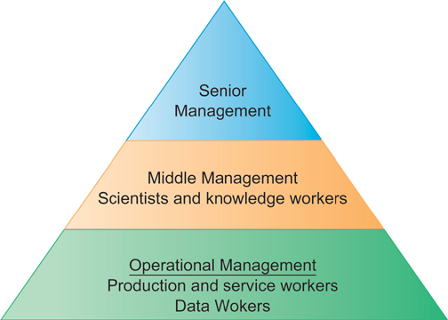 Senior
Management
Middle Management
Scientists and knowledge workers
Operational Management
Production and service workers
Data Wokers